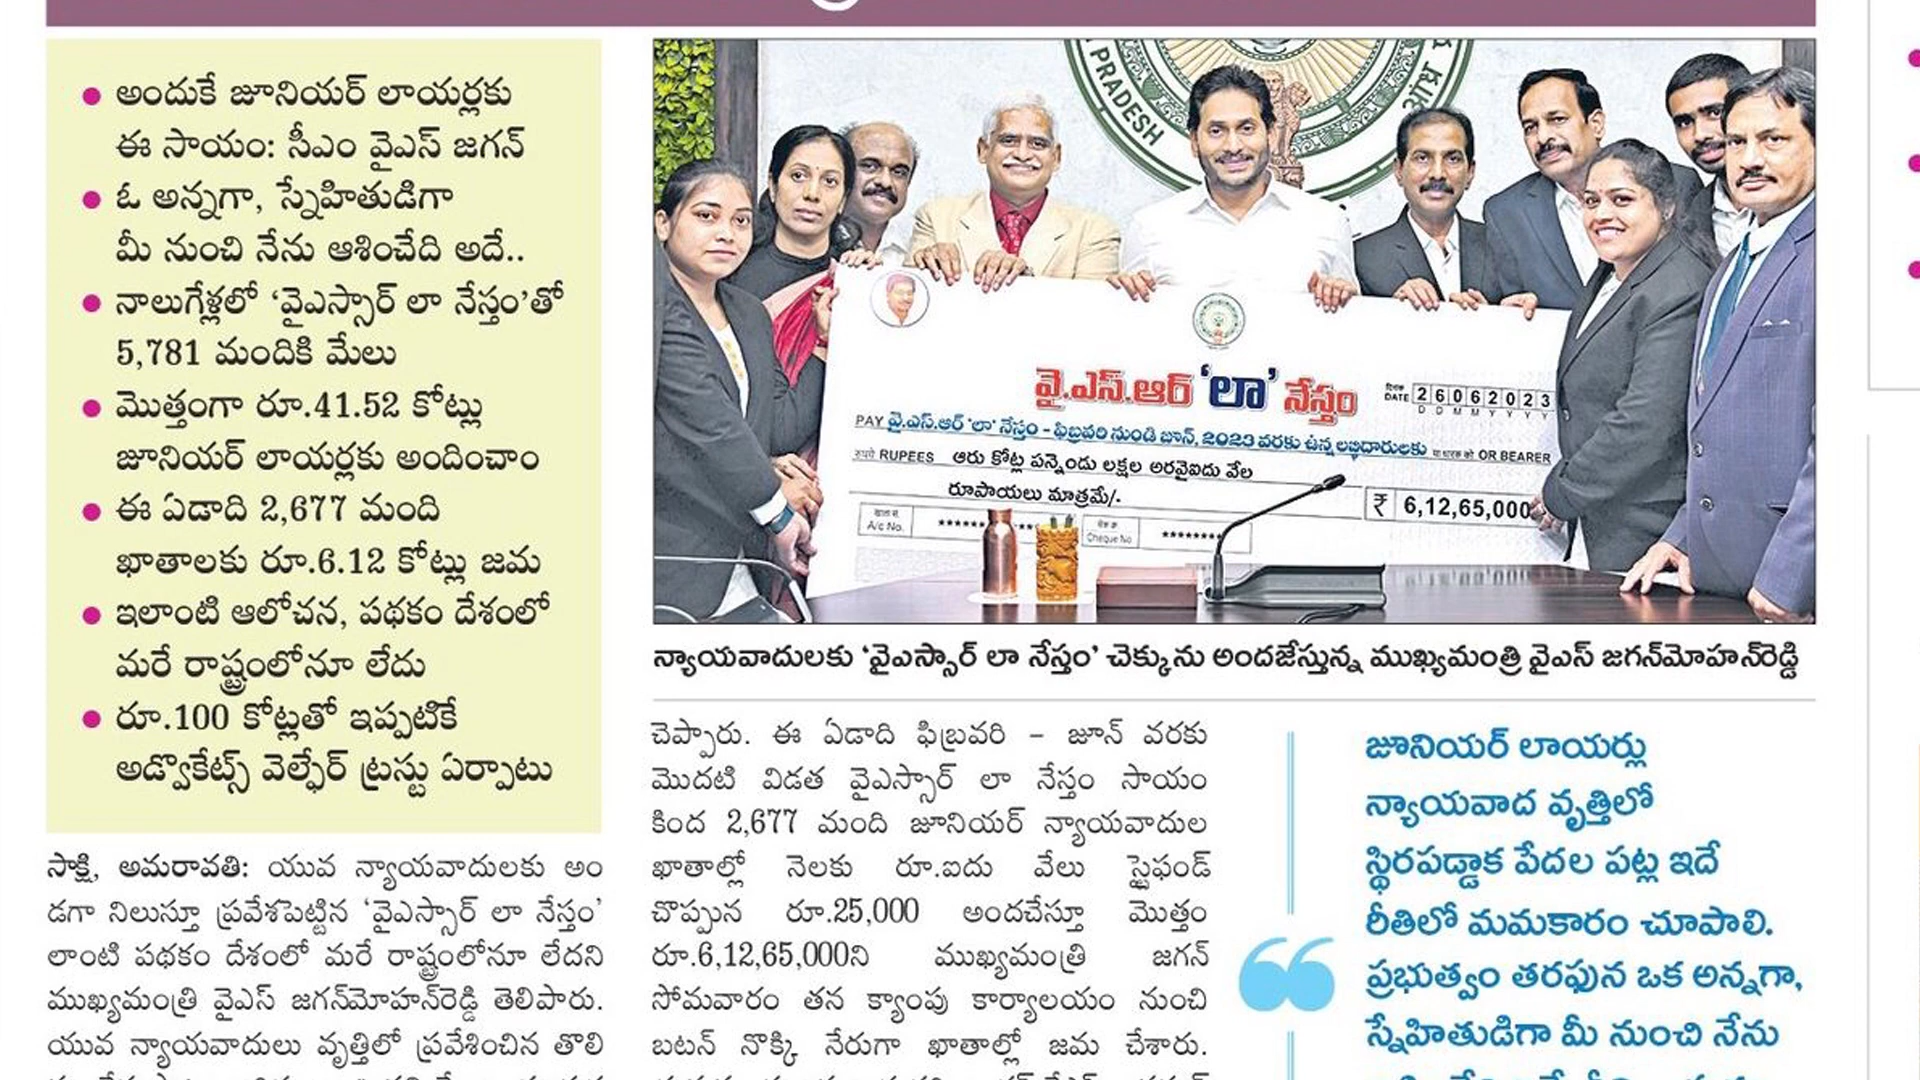 అందుకే జూనియర్ లాయర్లకు
ఈ సాయం: సీఎం వైఎస్ జగన్
ఓ అన్నగా, స్నేహితుడిగా
మీ నుంచి నేను ఆశించేది అదే..
నాలుగేళ్లలో ‘వైఎస్సార్ లా నేస్తం’తో
5,781 మందికి మేలు
మొత్తంగా రూ.41.52 కోట్లు
జూనియర్ లాయర్లకు అందించాం
ఈ ఏడాది 2,677 మంది
ఖాతాలకు రూ.6.12 కోట్లు జమ
ఇలాంటి ఆలోచన, పథకం దేశంలో
మరే రాష్ట్రంలోనూ లేదు
రూ.100 కోట్లతో ఇప్పటికే
అడ్వొకేట్స్ వెల్ఫేర్ ట్రస్టు ఏర్పాటు
సాక్షి, అమరావతి: యువ న్యాయవాదులకు అం
డగా నిలుస్తూ ప్రవేశపెట్టిన ‘వైఎస్సార్ లా నేస్తం’
లాంటి పథకం దేశంలో మరే రాష్ట్రంలోనూ లేదని
ముఖ్యమంత్రి వైఎస్ జగన్‌మోహన్‌రెడ్డి తెలిపారు.
యువ న్యాయవాదులు వృత్తిలో ప్రవేశించిన తొలి
PRADESH
आंध्र
వై.ఎస్.ఆర్ ‘లా’ నేస్తం
दिनांक
DATE 26062023
D D M M Y Y Y Y
PAY వై.ఎస్.ఆర్ ‘లా’ నేస్తం - ఫిబ్రవరి నుండి జూన్, 2023 వరకు ఉన్న లబ్ధిదారులకు या धारक को OR BEARER
रुपये RUPEES ఆరు కోట్ల పన్నెండు లక్షల అరవైఐదు వేల
రూపాయలు మాత్రమే/-
₹ 6,12,65,000
A/c No.
Cheque No
న్యాయవాదులకు ‘వైఎస్సార్ లా నేస్తం’ చెక్కును అందజేస్తున్న ముఖ్యమంత్రి వైఎస్ జగన్‌మోహన్‌రెడ్డి
చెప్పారు. ఈ ఏడాది ఫిబ్రవరి – జూన్ వరకు
మొదటి విడత వైఎస్సార్ లా నేస్తం సాయం
కింద 2,677 మంది జూనియర్ న్యాయవాదుల
ఖాతాల్లో నెలకు రూ.ఐదు వేలు స్టైఫండ్
చొప్పున రూ.25,000 అందచేస్తూ మొత్తం
రూ.6,12,65,000ని ముఖ్యమంత్రి జగన్
సోమవారం తన క్యాంపు కార్యాలయం నుంచి
బటన్ నొక్కి నేరుగా ఖాతాల్లో జమ చేశారు.
జూనియర్ లాయర్లు
న్యాయవాద వృత్తిలో
స్థిరపడ్డాక పేదల పట్ల ఇదే
రీతిలో మమకారం చూపాలి.
ప్రభుత్వం తరఫున ఒక అన్నగా,
స్నేహితుడిగా మీ నుంచి నేను